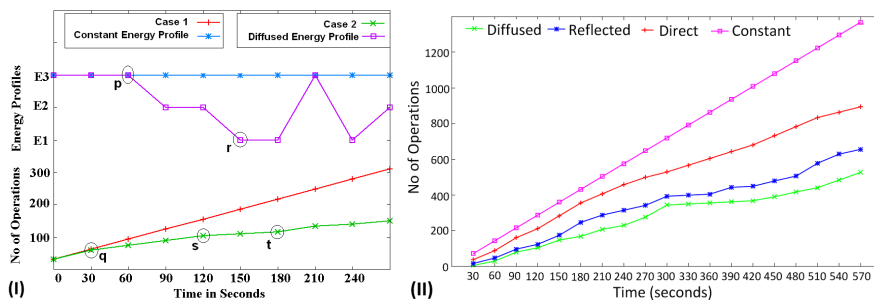 Case 1
Constant Energy Profile
Case 2
Diffused Energy Profile
Energy Profiles
E3
E2
E1
p
r
No of Operations
300
200
100
q
s
t
0 30 60 90 120 150 180 210 240
Time in Seconds
(I)
Diffused Reflected Direct Constant
No of Operations
1200
1000
800
600
400
200
0
30 60 90 120 150 180 210 240 270 300 330 360 390 420 450 480 510 540 570
Time (seconds)
(II)